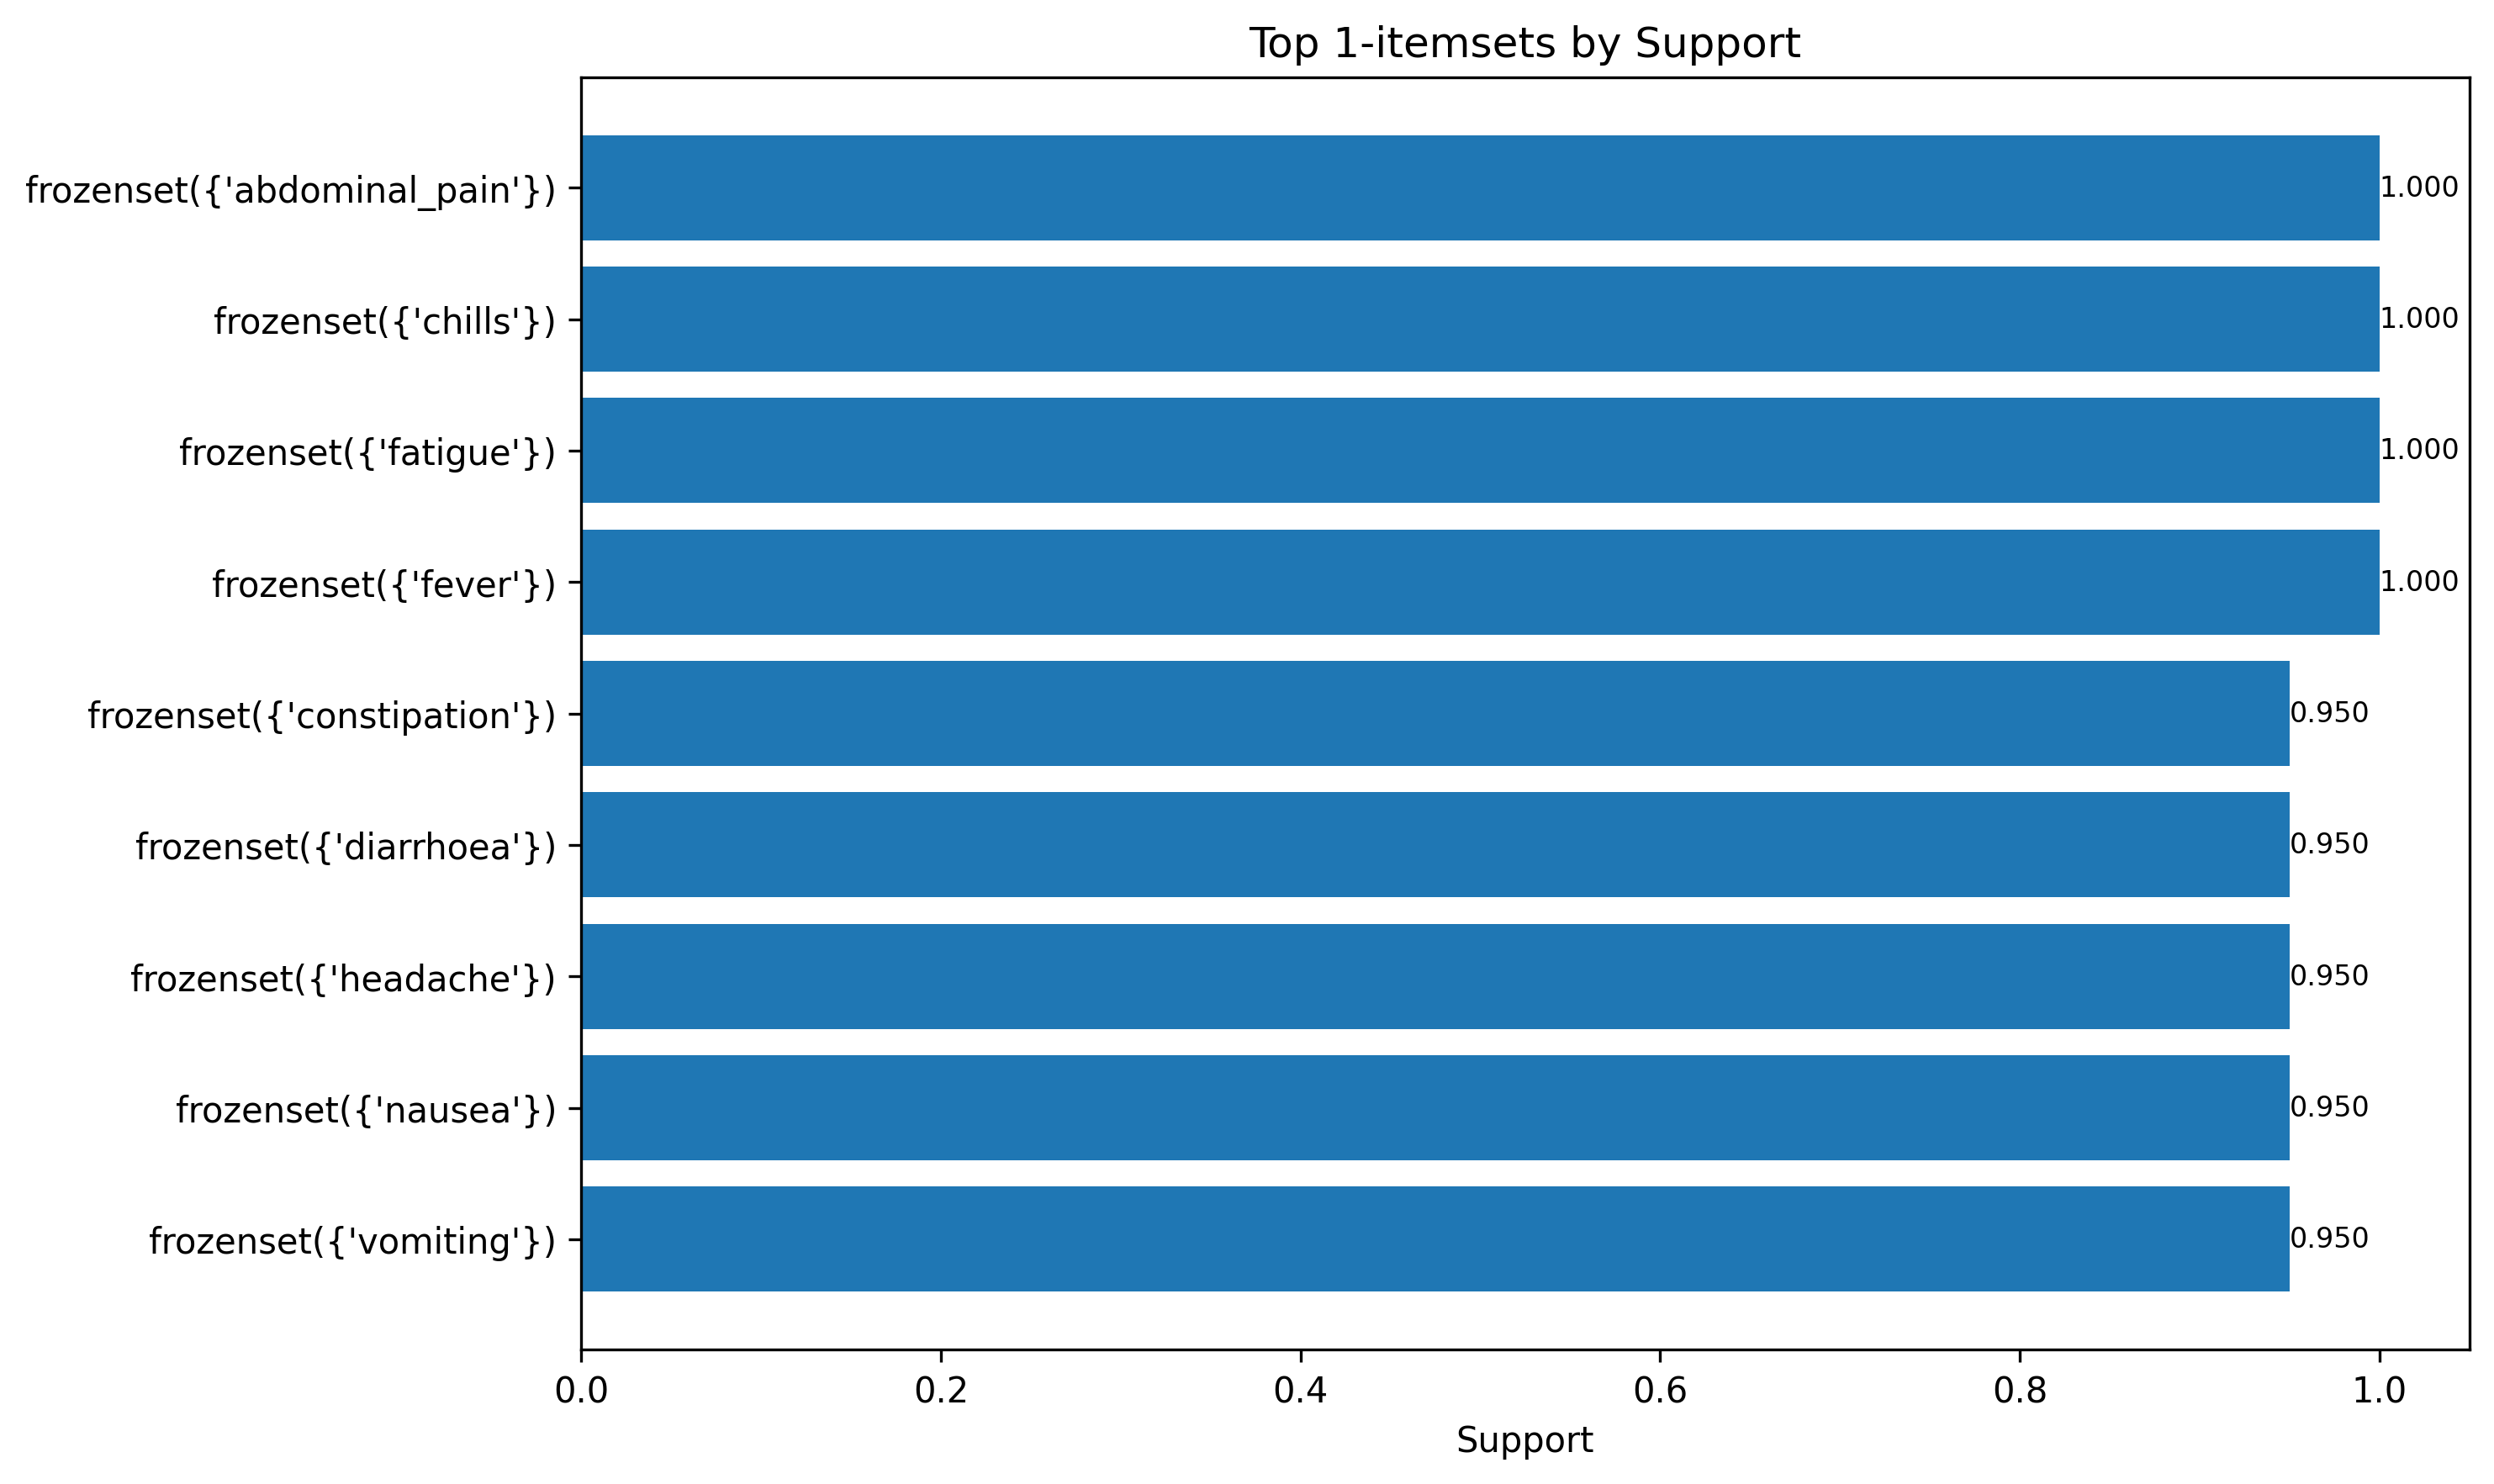 Top 1-itemsets by Support
frozenset({'abdominal_pain'})
1.000
frozenset({'chills'})
1.000
frozenset({'fatigue'})
1.000
frozenset({'fever'})
1.000
frozenset({'constipation'})
0.950
frozenset({'diarrhoea'})
0.950
frozenset({'headache'})
0.950
frozenset({'nausea'})
0.950
frozenset({'vomiting'})
0.950
0.0 0.2 0.4 0.6 0.8 1.0
Support